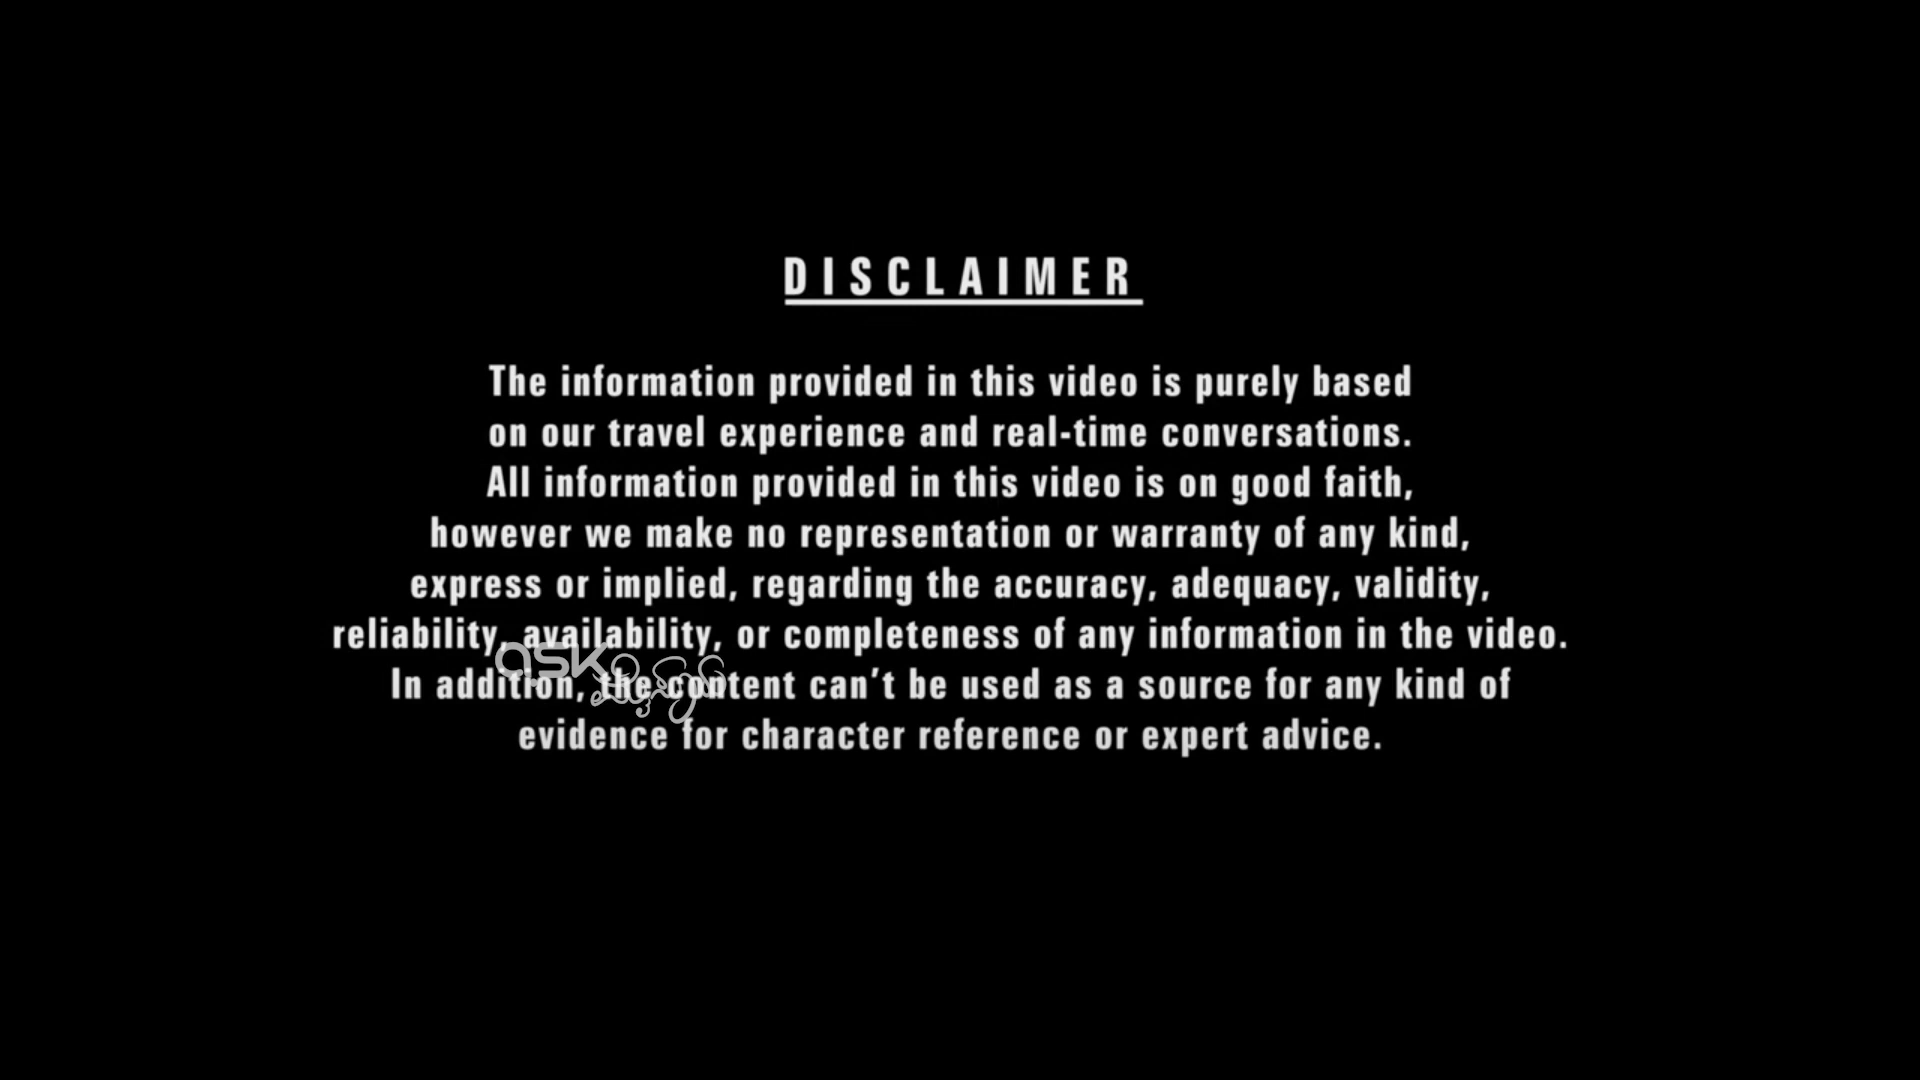 DISCLAIMER
The information provided in this video is purely based
on our travel experience and real-time conversations.
All information provided in this video is on good faith,
however we make no representation or warranty of any kind,
express or implied, regarding the accuracy, adequacy, validity,
reliability, availability, or completeness of any information in the video.
In addition, the content can’t be used as a source for any kind of
evidence for character reference or expert advice.
ask